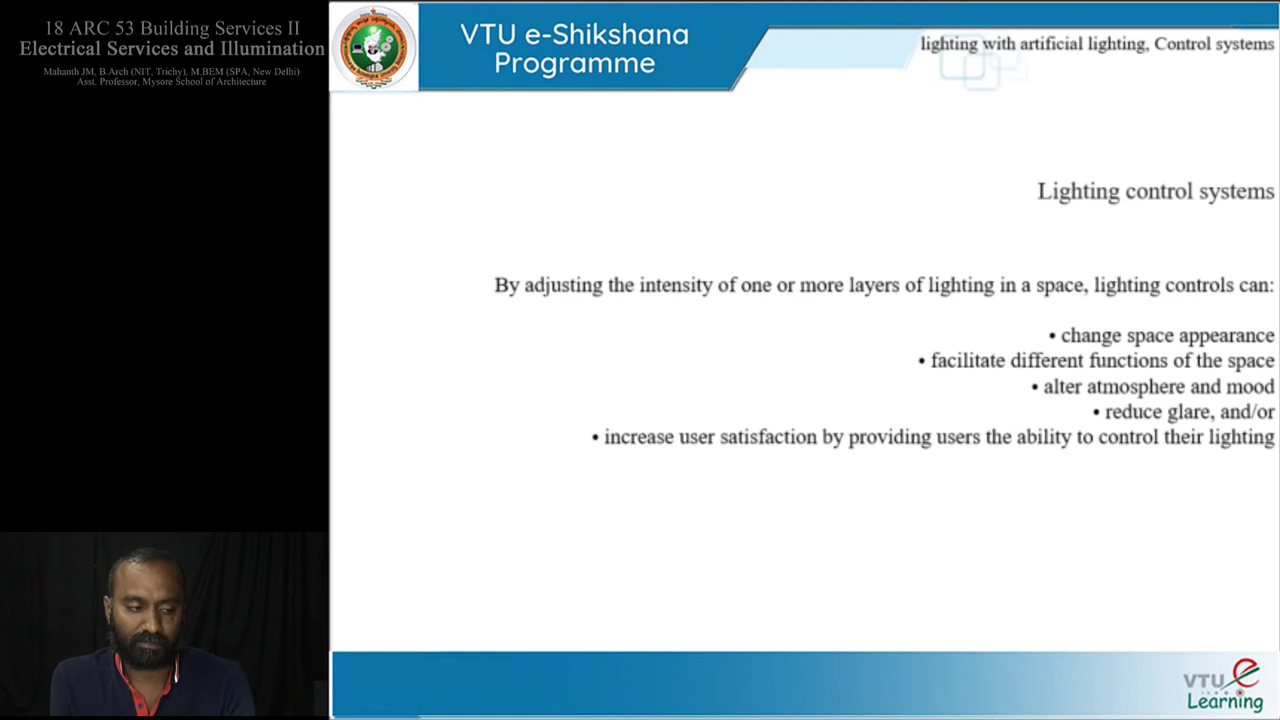 18 ARC 53 Building Services II
Electrical Services and Illumination
Mahanth JM, B.Arch (NIT, Trichy), M.BEM (SPA, New Delhi)
Asst. Professor, Mysore School of Architecture
VTU e-Shikshana
Programme
lighting with artificial lighting, Control systems
Lighting control systems
By adjusting the intensity of one or more layers of lighting in a space, lighting controls can:
• change space appearance
• facilitate different functions of the space
• alter atmosphere and mood
• reduce glare, and/or
• increase user satisfaction by providing users the ability to control their lighting
VTU e
Learning